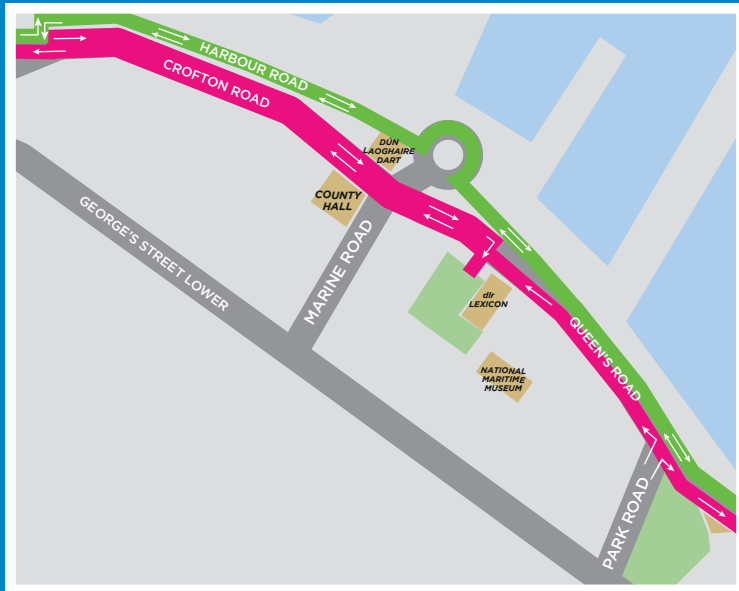 HARBOUR ROAD
CROFTON ROAD
DÚN
LAOGHAIRE
DART
COUNTY
HALL
GEORGE'S STREET LOWER
MARINE ROAD
dlr
LEXICON
QUEEN'S ROAD
NATIONAL
MARITIME
MUSEUM
PARK ROAD